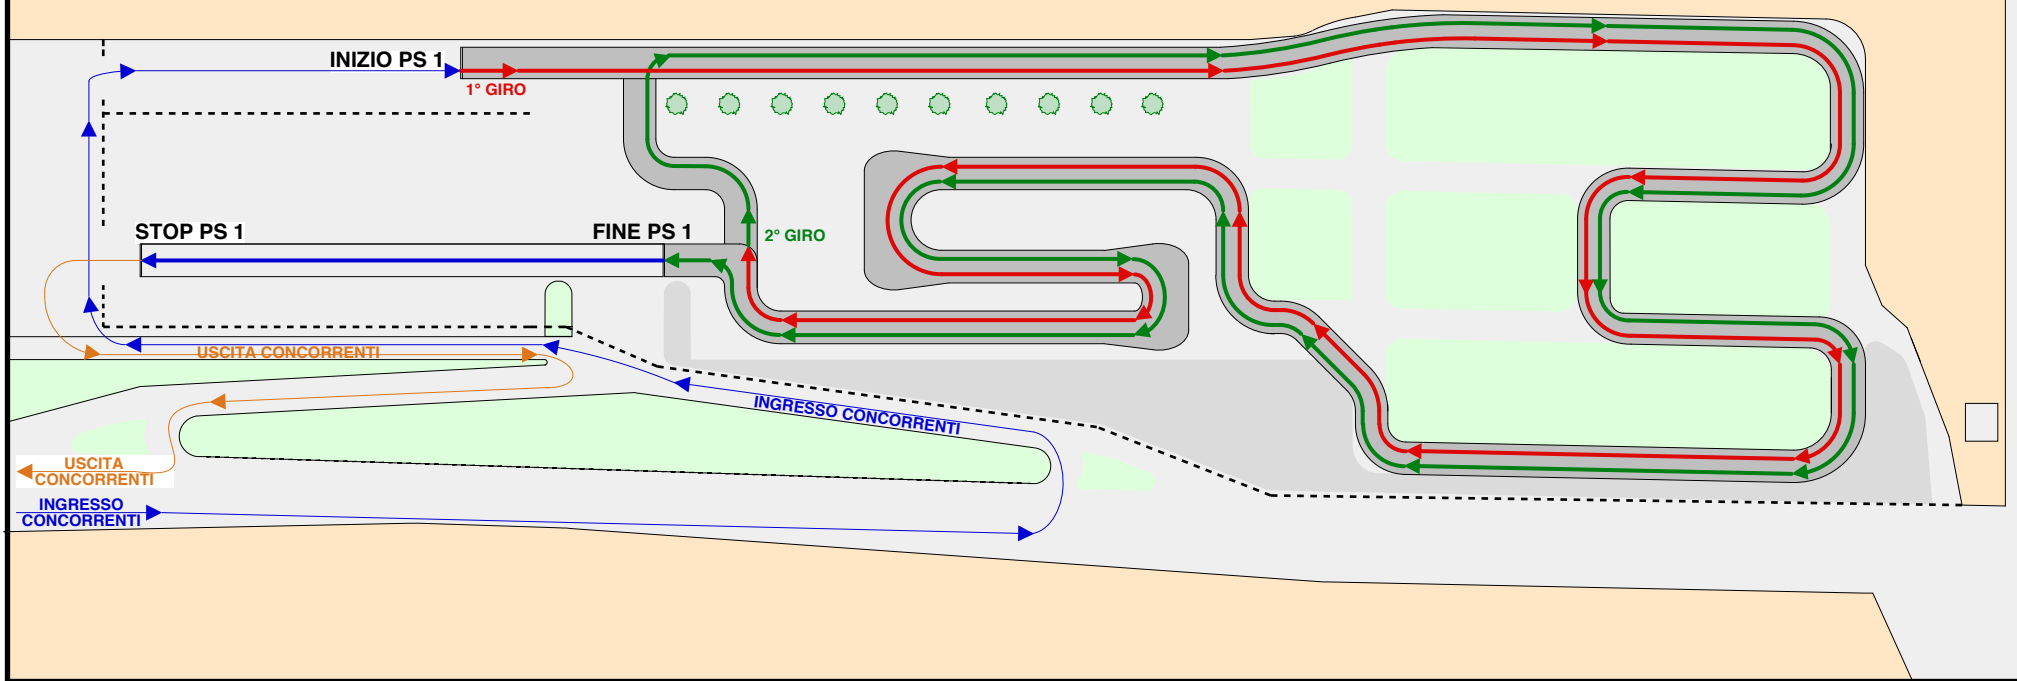 INIZIO PS 1
1° GIRO
STOP PS 1
FINE PS 1
2° GIRO
USCITA CONCORRENTI
INGRESSO CONCORRENTI
USCITA
CONCORRENTI
INGRESSO
CONCORRENTI